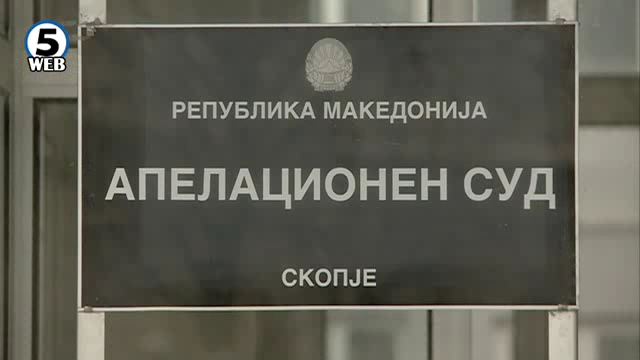 5
WEB
РЕПУБЛИКА МАКЕДОНИЈА
АПЕЛАЦИОНЕН СУД
СКОПЈЕ